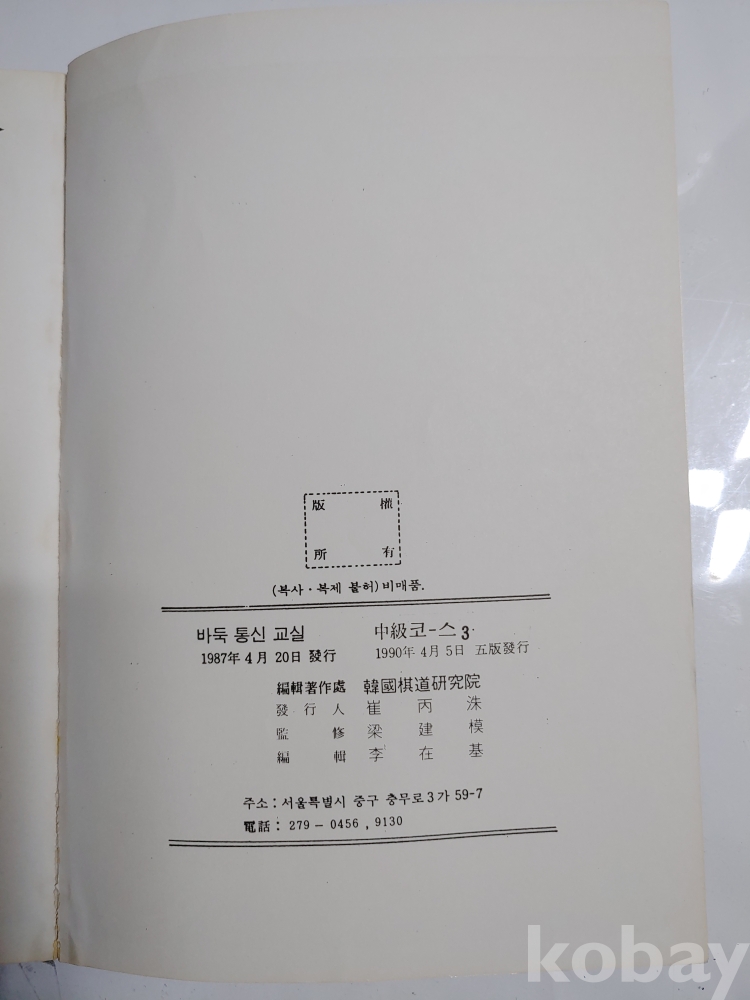 版 權
所 有
(복사·복제 불허) 비매품.
바둑 통신 교실 中級코-스 3
1987年 4月 20日 發行 1990年 4月 5日 五版發行
編輯著作處 韓國棋道硏究院
發行人 崔丙洙
監修 梁建模
編輯 李在基
주소: 서울특별시 중구 충무로3가 59-7
電話: 279-0456, 9130
kobay